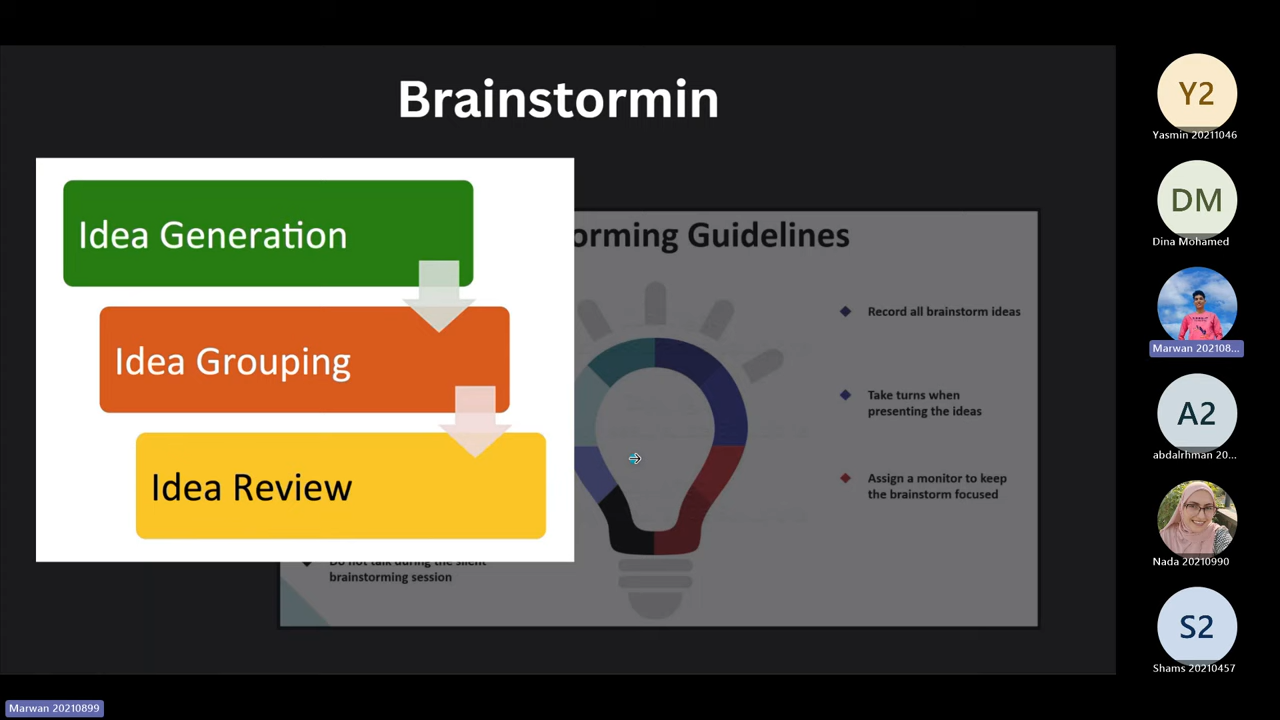 Brainstormin
Idea Generation
Idea Grouping
Idea Review
orming Guidelines
Record all brainstorm ideas
Take turns when
presenting the ideas
Assign a monitor to keep
the brainstorm focused
Do not talk during the silent
brainstorming session
Y2
Yasmin 20211046
DM
Dina Mohamed
Marwan 202108...
A2
abdalrhman 20...
Nada 20210990
S2
Shams 20210457
Marwan 20210899